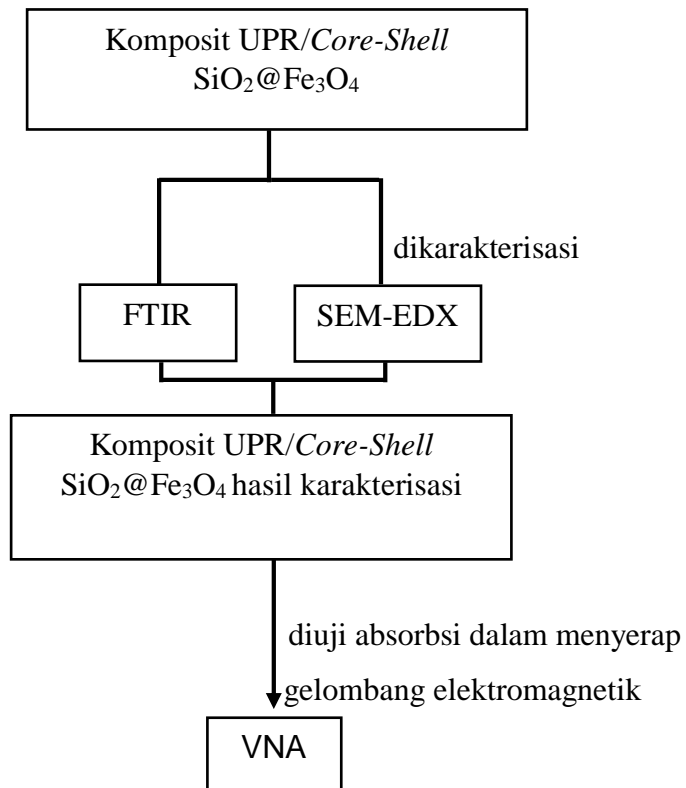 Komposit UPR/Core-Shell
SiO₂@Fe₃O₄
dikarakterisasi
FTIR
SEM-EDX
Komposit UPR/Core-Shell
SiO₂@Fe₃O₄ hasil karakterisasi
diuji absorbsi dalam menyerap
gelombang elektromagnetik
VNA